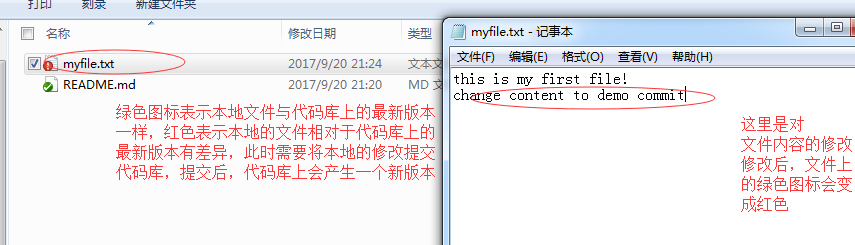 打印
刻录
新建文件夹
名称
修改日期
类型
myfile.txt
2017/9/20 21:24
文本文
README.md
2017/9/20 21:20
MD 文
绿色图标表示本地文件与代码库上的最新版本
一样，红色表示本地的文件相对于代码库上的
最新版本有差异，此时需要将本地的修改提交
代码库，提交后，代码库上会产生一个新版本
myfile.txt - 记事本
文件(F) 编辑(E) 格式(O) 查看(V) 帮助(H)
this is my first file!
change content to demo commit
这里是对
文件内容的修改
修改后，文件上
的绿色图标会变
成红色